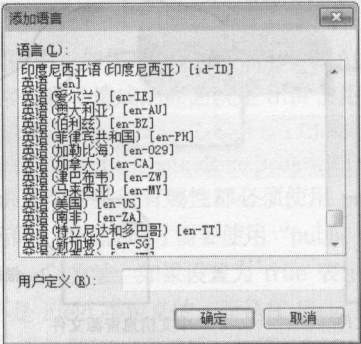 添加语言
语言(L):
印度尼西亚语(印度尼西亚) [id-ID]
英语 [en]
英语(爱尔兰) [en-IE]
英语(澳大利亚) [en-AU]
英语(伯利兹) [en-BZ]
英语(菲律宾共和国) [en-PH]
英语(加勒比海) [en-029]
英语(加拿大) [en-CA]
英语(津巴布韦) [en-ZW]
英语(马来西亚) [en-MY]
英语(美国) [en-US]
英语(南非) [en-ZA]
英语(特立尼达和多巴哥) [en-TT]
英语(新加坡) [en-SG]
用户定义(R):
确定
取消